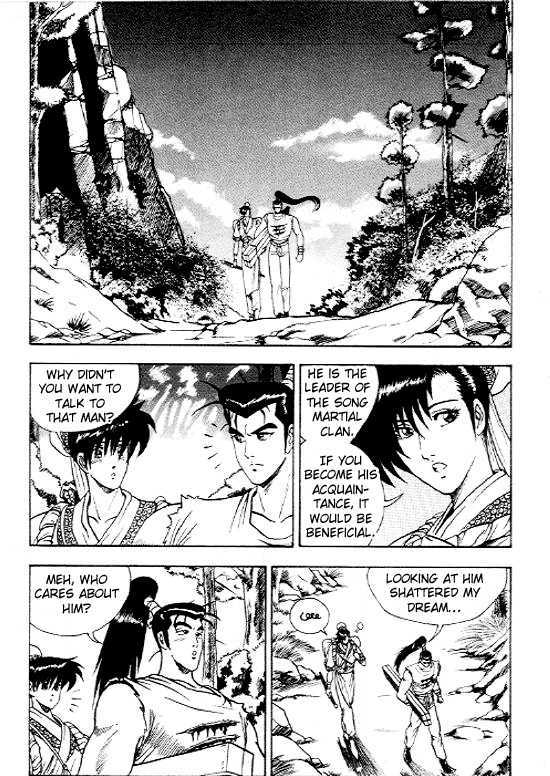 WHY DIDN'T
YOU WANT TO
TALK TO
THAT MAN?
HE IS THE
LEADER OF
THE SONG
MARTIAL
CLAN.
IF YOU
BECOME HIS
ACQUAIN-
TANCE, IT
WOULD BE
BENEFICIAL.
MEH, WHO
CARES ABOUT
HIM?
LOOKING AT HIM
SHATTERED MY
DREAM...